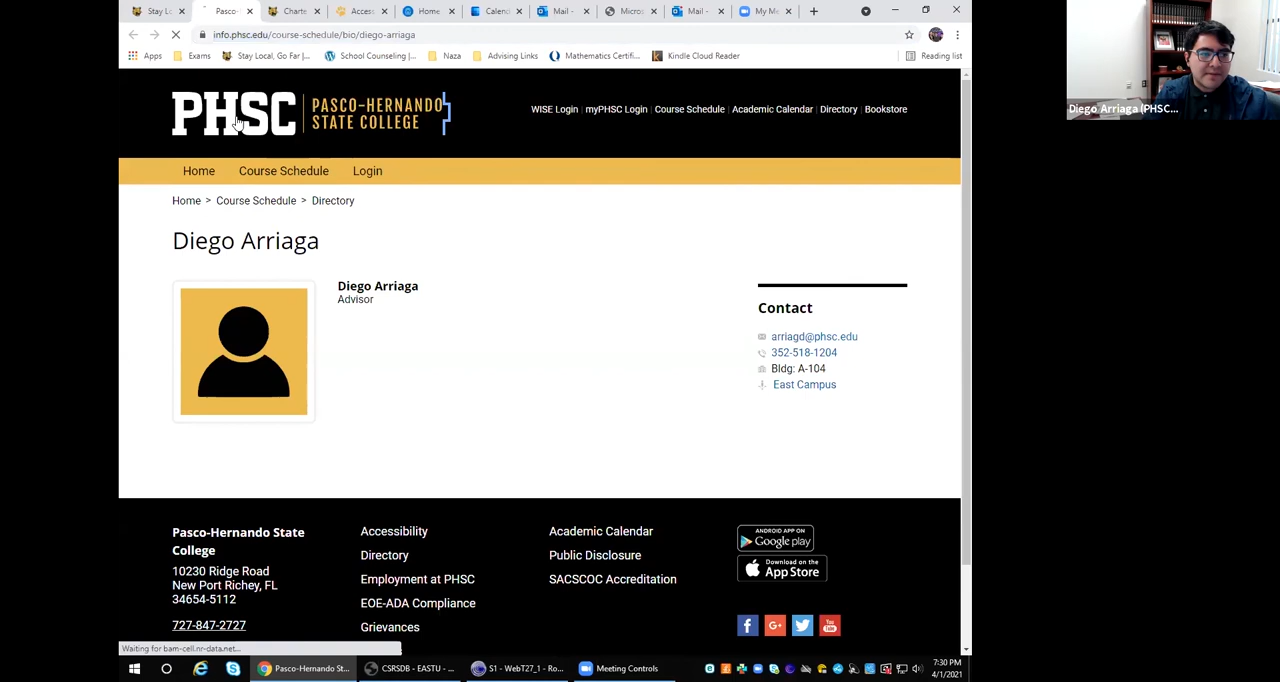 Stay Lo
Pasco-
Charte
Access
Home
Calend
Mail -
Micros
Mail -
My Me
info.phsc.edu/course-schedule/bio/diego-arriaga
Apps
Exams
Stay Local, Go Far |...
School Counseling |...
Naza
Advising Links
Mathematics Certifi...
Kindle Cloud Reader
Reading list
PHSC
PASCO-HERNANDO
STATE COLLEGE
WISE Login | myPHSC Login | Course Schedule | Academic Calendar | Directory | Bookstore
Home
Course Schedule
Login
Home > Course Schedule > Directory
Diego Arriaga
Diego Arriaga
Advisor
Contact
arriagd@phsc.edu
352-518-1204
Bldg: A-104
East Campus
Pasco-Hernando State
College
10230 Ridge Road
New Port Richey, FL
34654-5112
727-847-2727
Accessibility
Directory
Employment at PHSC
EOE-ADA Compliance
Grievances
Academic Calendar
Public Disclosure
SACSCOC Accreditation
ANDROID APP ON
Google play
Download on the
App Store
You
Waiting for bam-cell.nr-data.net...
Pasco-Hernando St...
CSRSDB - EASTU - ...
S1 - WebT27_1 - Ro...
Meeting Controls
7:30 PM
4/1/2021
Diego Arriaga (PHSC...